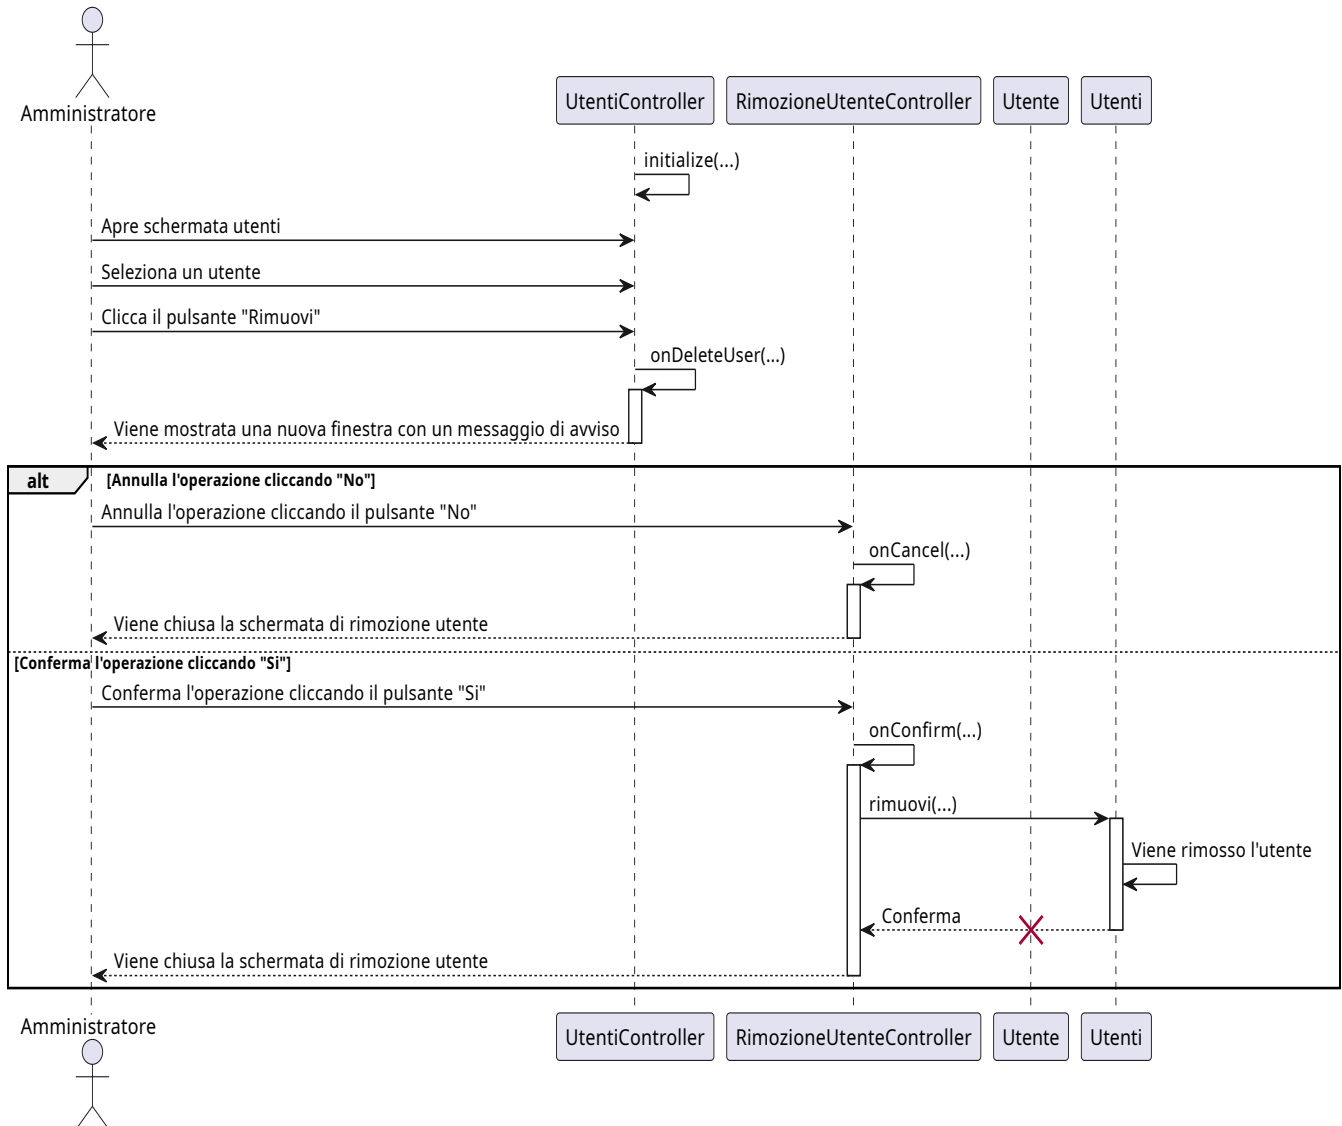 Amministratore
UtentiController
RimozioneUtenteController
Utente
Utenti
initialize(...)
Apre schermata utenti
Seleziona un utente
Clicca il pulsante "Rimuovi"
onDeleteUser(...)
Viene mostrata una nuova finestra con un messaggio di avviso
alt [Annulla l'operazione cliccando "No"]
Annulla l'operazione cliccando il pulsante "No"
onCancel(...)
Viene chiusa la schermata di rimozione utente
[Conferma l'operazione cliccando "Si"]
Conferma l'operazione cliccando il pulsante "Si"
onConfirm(...)
rimuovi(...)
Viene rimosso l'utente
Conferma
Viene chiusa la schermata di rimozione utente
Amministratore
UtentiController
RimozioneUtenteController
Utente
Utenti